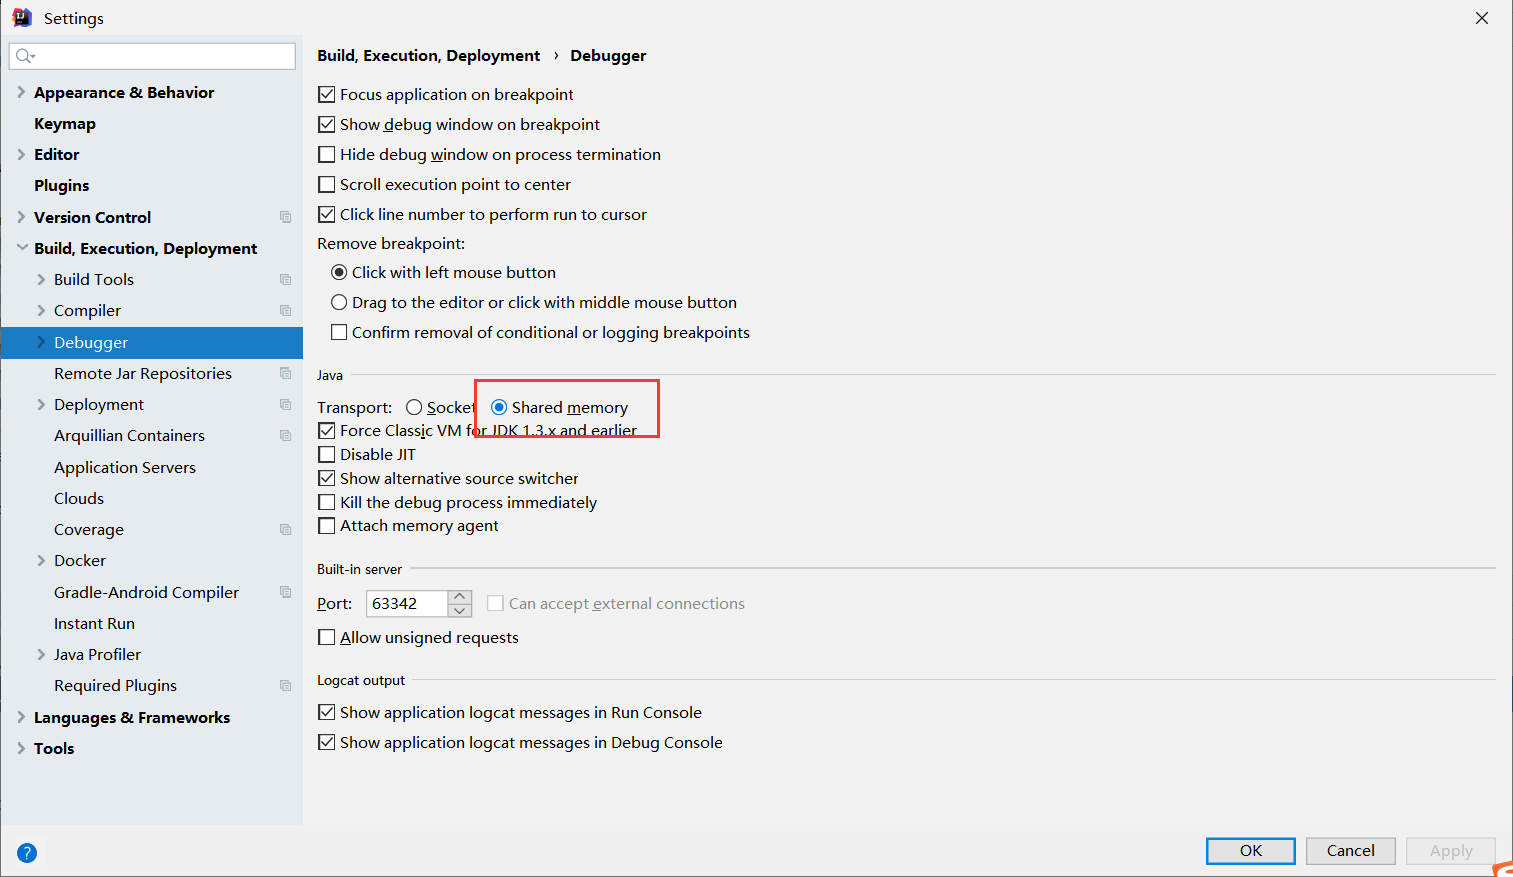 Settings
Build, Execution, Deployment › Debugger
Appearance & Behavior
Keymap
Editor
Plugins
Version Control
Build, Execution, Deployment
Build Tools
Compiler
Debugger
Remote Jar Repositories
Deployment
Arquillian Containers
Application Servers
Clouds
Coverage
Docker
Gradle-Android Compiler
Instant Run
Java Profiler
Required Plugins
Languages & Frameworks
Tools
Focus application on breakpoint
Show debug window on breakpoint
Hide debug window on process termination
Scroll execution point to center
Click line number to perform run to cursor
Remove breakpoint:
Click with left mouse button
Drag to the editor or click with middle mouse button
Confirm removal of conditional or logging breakpoints
Java
Transport: Socket Shared memory
Force Classic VM for JDK 1.3.x and earlier
Disable JIT
Show alternative source switcher
Kill the debug process immediately
Attach memory agent
Built-in server
Port: 63342 Can accept external connections
Allow unsigned requests
Logcat output
Show application logcat messages in Run Console
Show application logcat messages in Debug Console
? OK Cancel Apply